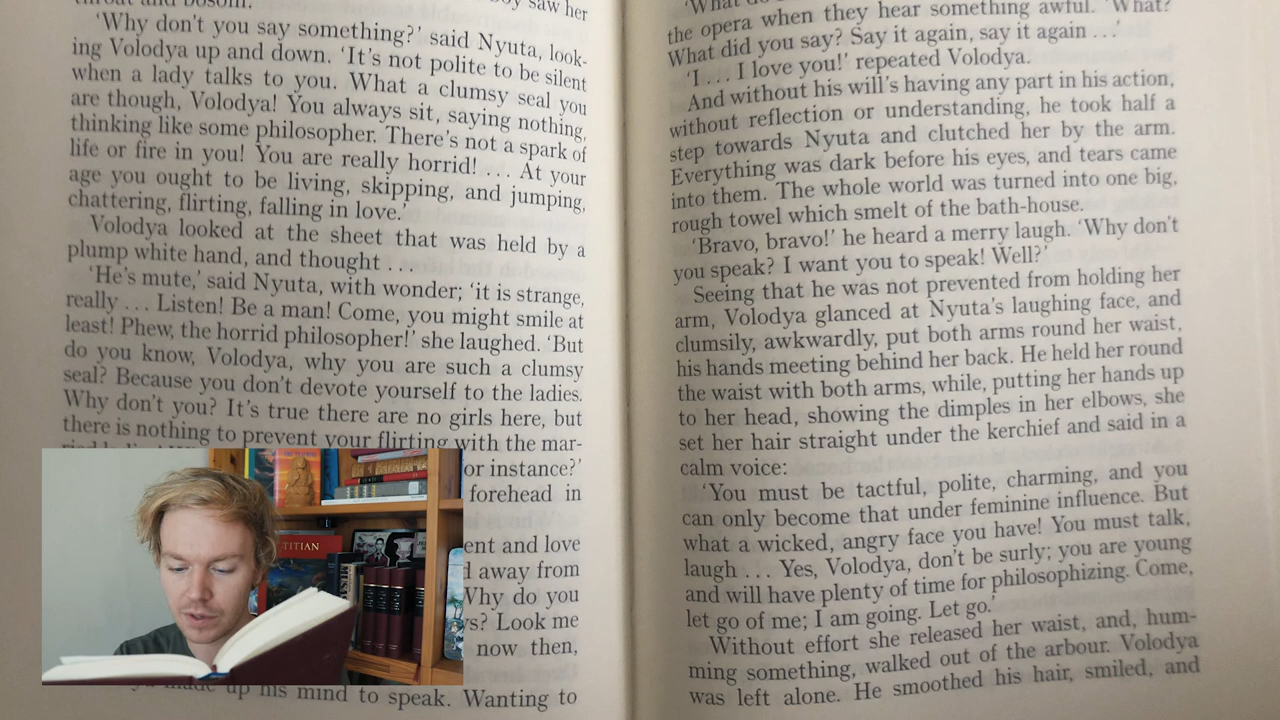 throat and bosom.
boy saw her
'Why don't you say something?' said Nyuta, look-
ing Volodya up and down. 'It's not polite to be silent
when a lady talks to you. What a clumsy seal you
are though, Volodya! You always sit, saying nothing,
thinking like some philosopher. There's not a spark of
life or fire in you! You are really horrid! . . . At your
age you ought to be living, skipping, and jumping,
chattering, flirting, falling in love.'
Volodya looked at the sheet that was held by a
plump white hand, and thought . . .
'He's mute,' said Nyuta, with wonder; 'it is strange,
really . . . Listen! Be a man! Come, you might smile at
least! Phew, the horrid philosopher!' she laughed. 'But
do you know, Volodya, why you are such a clumsy
seal? Because you don't devote yourself to the ladies.
Why don't you? It's true there are no girls here, but
there is nothing to prevent your flirting with the mar-
or instance?'
forehead in
ent and love
d away from
Why do you
ys? Look me
now then,
made up his mind to speak. Wanting to
'What do
the opera when they hear something awful. 'What?
What did you say? Say it again, say it again . . .'
'I . . . I love you!' repeated Volodya.
And without his will's having any part in his action,
without reflection or understanding, he took half a
step towards Nyuta and clutched her by the arm.
Everything was dark before his eyes, and tears came
into them. The whole world was turned into one big,
rough towel which smelt of the bath-house.
'Bravo, bravo!' he heard a merry laugh. 'Why don't
you speak? I want you to speak! Well?'
Seeing that he was not prevented from holding her
arm, Volodya glanced at Nyuta's laughing face, and
clumsily, awkwardly, put both arms round her waist,
his hands meeting behind her back. He held her round
the waist with both arms, while, putting her hands up
to her head, showing the dimples in her elbows, she
set her hair straight under the kerchief and said in a
calm voice:
'You must be tactful, polite, charming, and you
can only become that under feminine influence. But
what a wicked, angry face you have! You must talk,
laugh . . . Yes, Volodya, don't be surly; you are young
and will have plenty of time for philosophizing. Come,
let go of me; I am going. Let go.'
Without effort she released her waist, and, hum-
ming something, walked out of the arbour. Volodya
was left alone. He smoothed his hair, smiled, and
TITIAN